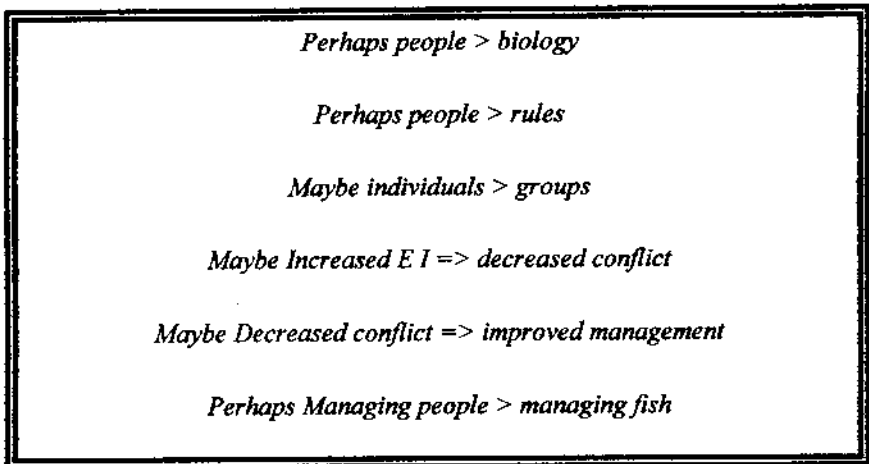 Perhaps people > biology
Perhaps people > rules
Maybe individuals > groups
Maybe Increased E I => decreased conflict
Maybe Decreased conflict => improved management
Perhaps Managing people > managing fish